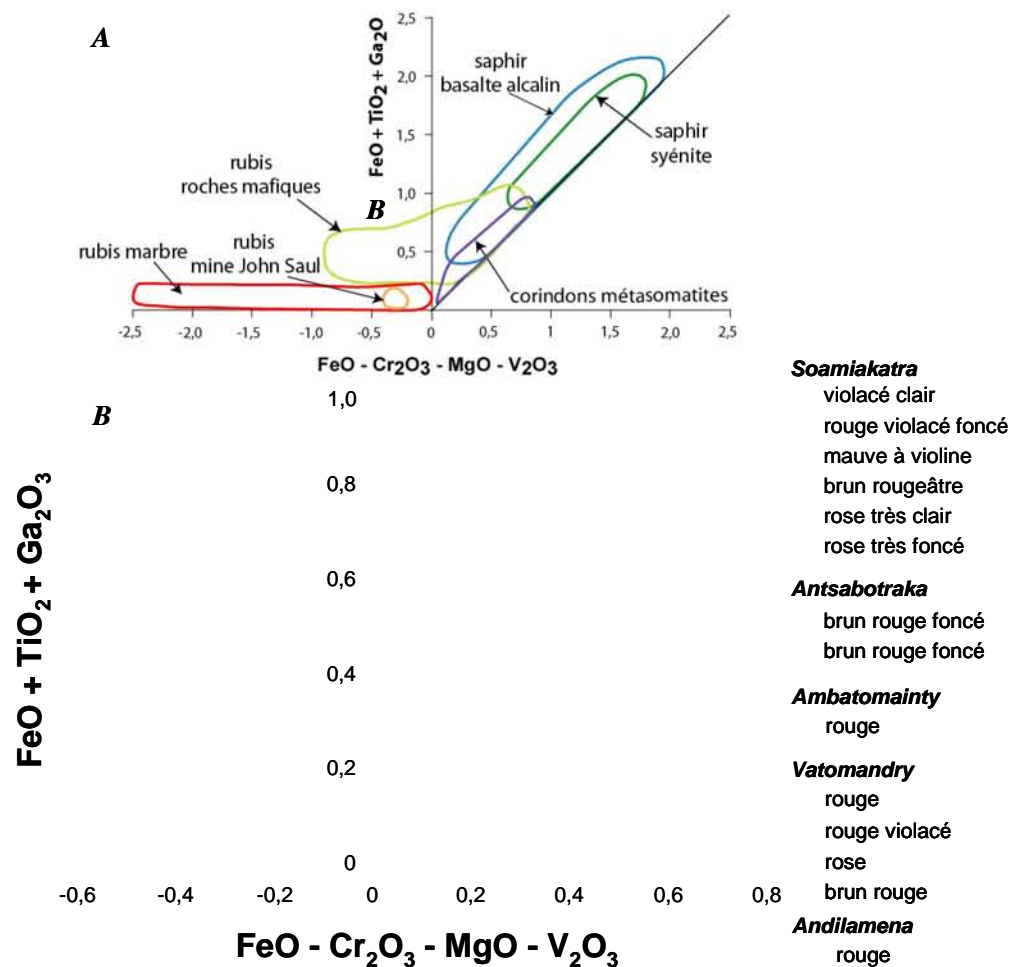 A
FeO + TiO2 + Ga2O
2,5
2,0
1,5
1,0
0,5
saphir
basalte alcalin
saphir
syénite
rubis
roches mafiques
B
rubis marbre
rubis
mine John Saul
corindons métasomatites
-2,5 -2,0 -1,5 -1,0 -0,5 0 0,5 1 1,5 2,0 2,5
FeO - Cr2O3 - MgO - V2O3
B
FeO + TiO2 + Ga2O3
1,0
0,8
0,6
0,4
0,2
0
-0,6 -0,4 -0,2 0 0,2 0,4 0,6 0,8
FeO - Cr2O3 - MgO - V2O3
Soamiakatra
violacé clair
rouge violacé foncé
mauve à violine
brun rougeâtre
rose très clair
rose très foncé
Antsabotraka
brun rouge foncé
brun rouge foncé
Ambatomainty
rouge
Vatomandry
rouge
rouge violacé
rose
brun rouge
Andilamena
rouge